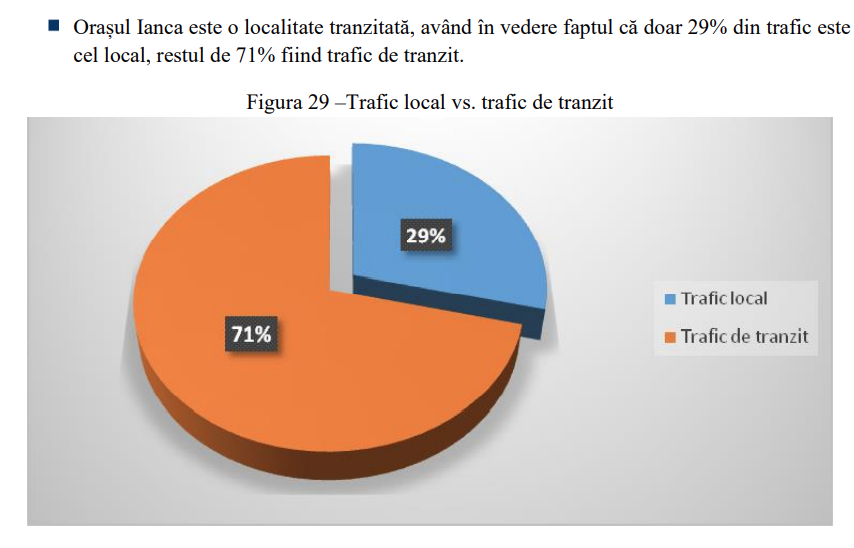 Orașul Ianca este o localitate tranzitată, având în vedere faptul că doar 29% din trafic este
cel local, restul de 71% fiind trafic de tranzit.
Figura 29 –Trafic local vs. trafic de tranzit
29%
71%
Trafic local
Trafic de tranzit